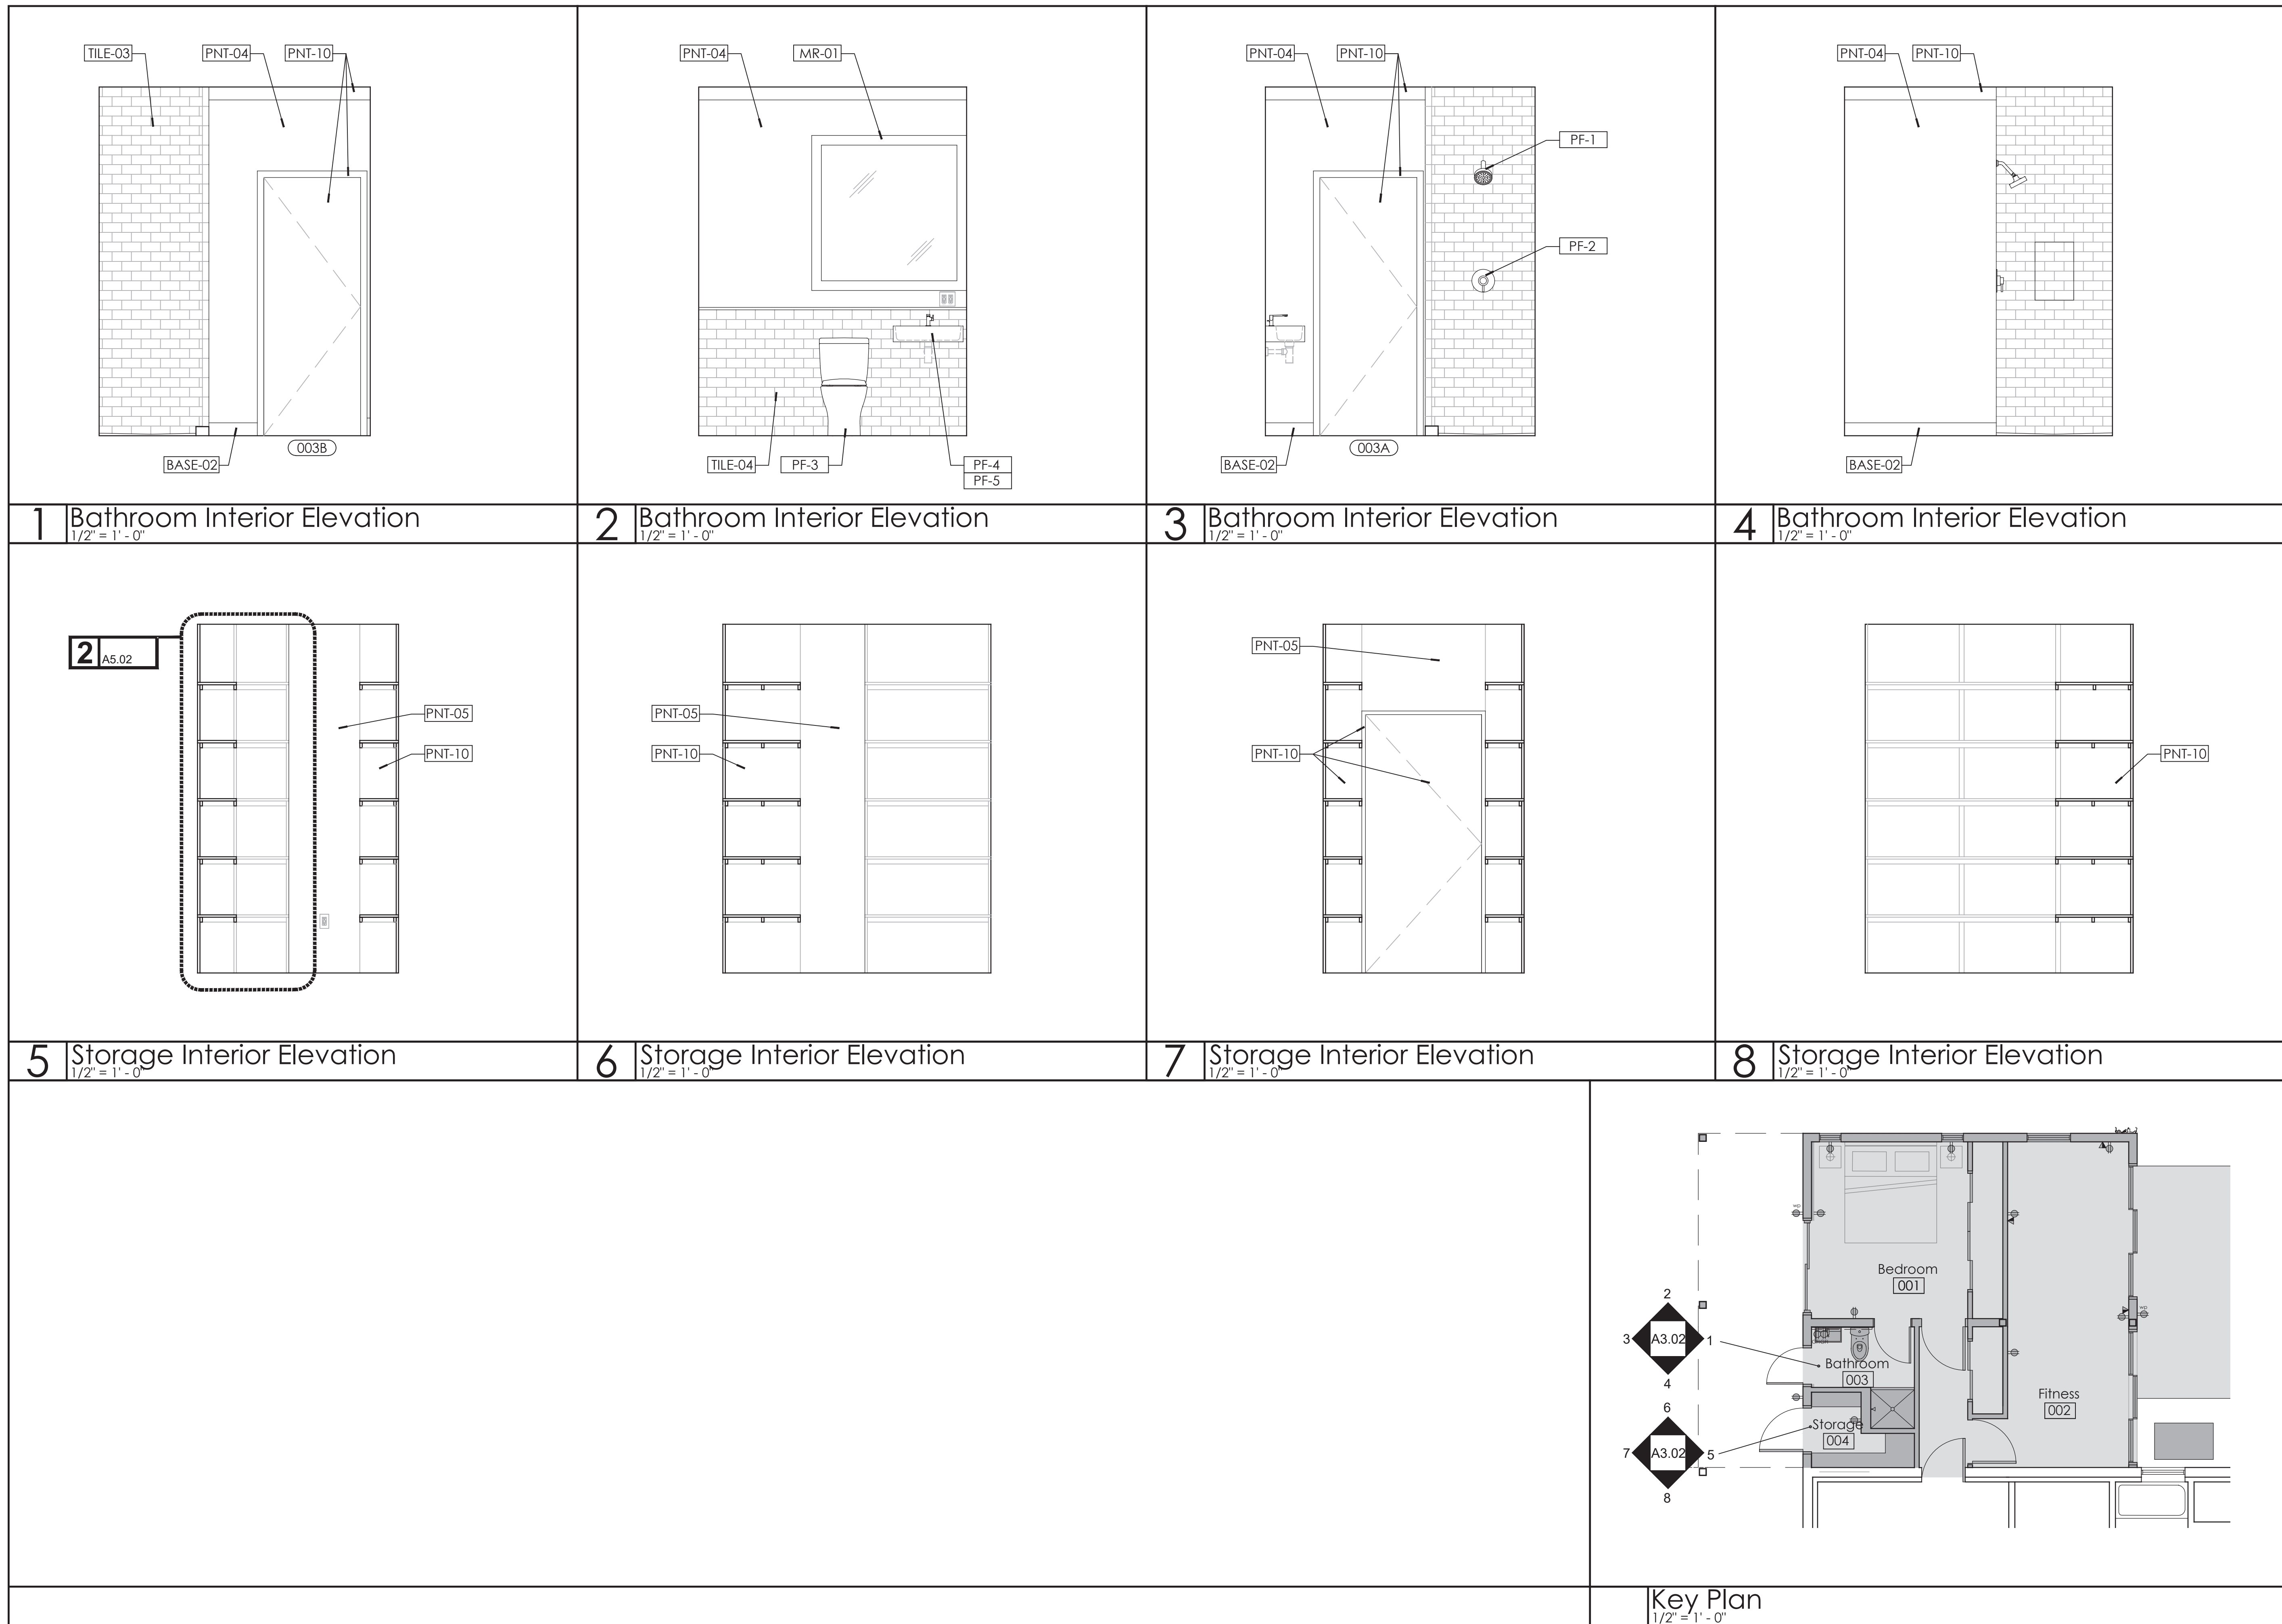 TILE-03
PNT-04
PNT-10
BASE-02
003B
1
Bathroom Interior Elevation
1/2" = 1' - 0"
PNT-04
MR-01
TILE-04
PF-3
PF-4
PF-5
2
Bathroom Interior Elevation
1/2" = 1' - 0"
PNT-04
PNT-10
PF-1
PF-2
BASE-02
003A
3
Bathroom Interior Elevation
1/2" = 1' - 0"
PNT-04
PNT-10
BASE-02
4
Bathroom Interior Elevation
1/2" = 1' - 0"
2
A5.02
PNT-05
PNT-10
5
Storage Interior Elevation
1/2" = 1' - 0"
PNT-05
PNT-10
6
Storage Interior Elevation
1/2" = 1' - 0"
PNT-05
PNT-10
7
Storage Interior Elevation
1/2" = 1' - 0"
PNT-10
8
Storage Interior Elevation
1/2" = 1' - 0"
Bedroom
001
2
3
A3.02
1
4
Bathroom
003
6
7
A3.02
5
8
Storage
004
Fitness
002
Key Plan
1/2" = 1' - 0"